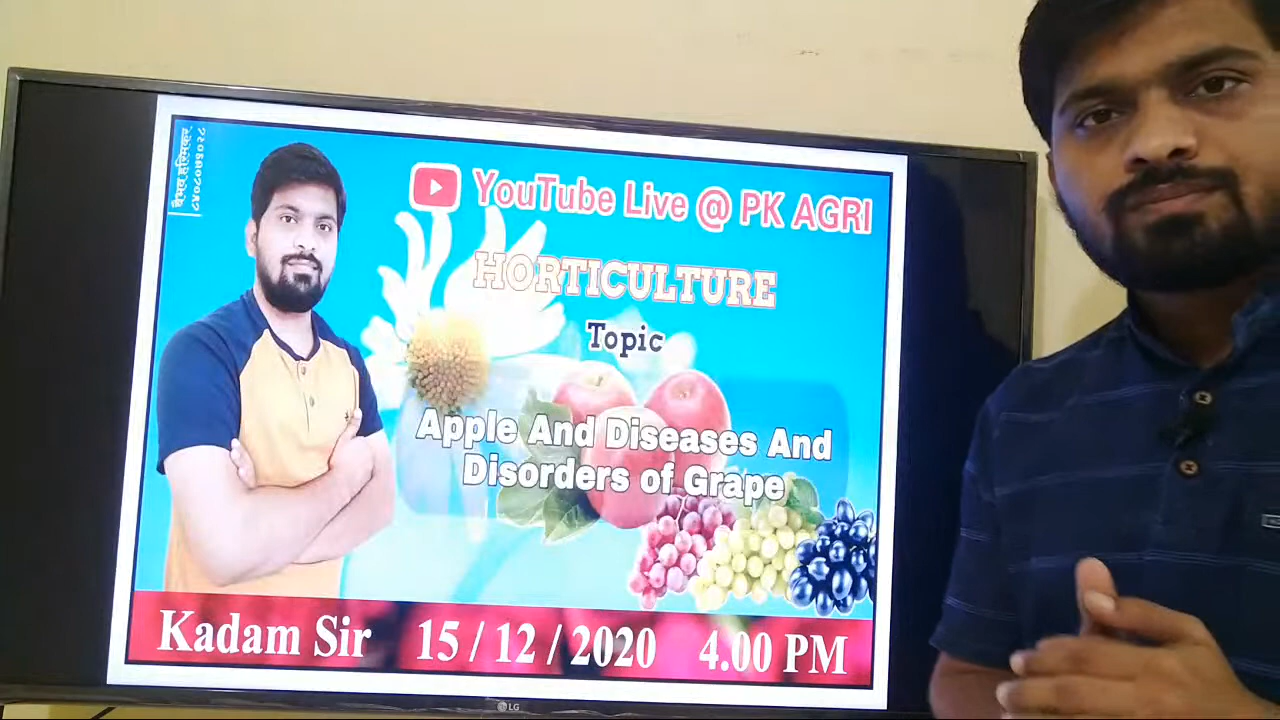 YouTube Live @ PK AGRI
HORTICULTURE
Topic
Apple And Diseases And
Disorders of Grape
Kadam Sir 15 / 12 / 2020 4.00 PM
LG